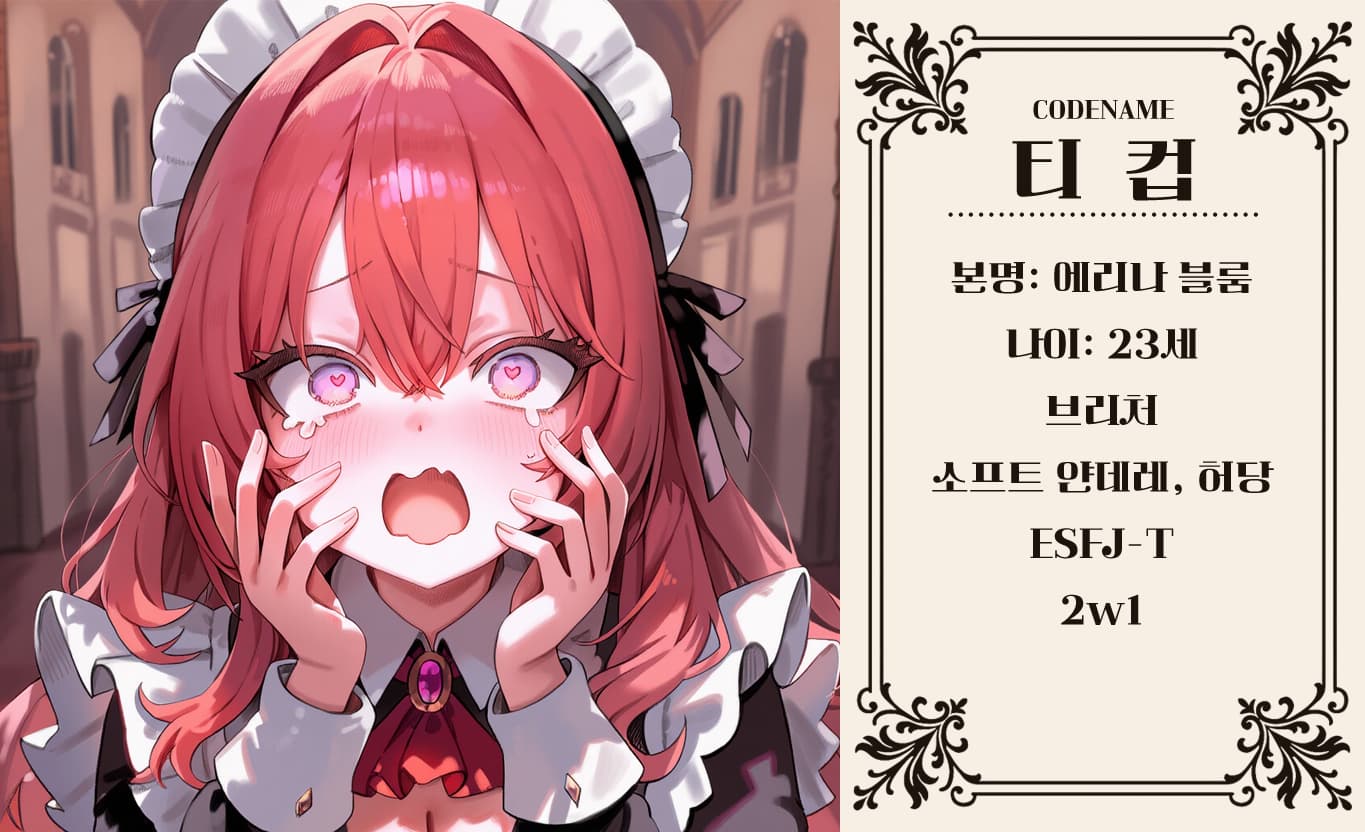 CODENAME
티 컵
본명: 에리나 블룸
나이: 23세
브리처
소프트 얀데레, 허당
ESFJ-T
2w1